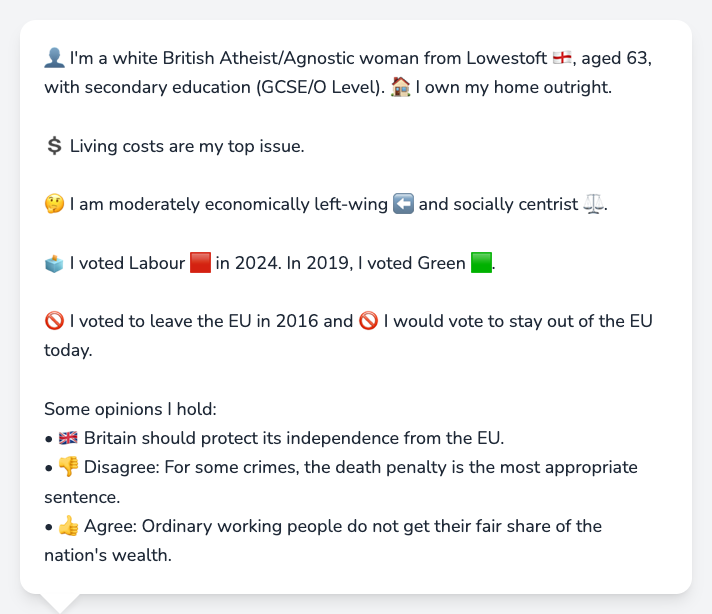 👤 I'm a white British Atheist/Agnostic woman from Lowestoft 🏴󠁧󠁢󠁥󠁮󠁧󠁿, aged 63,
with secondary education (GCSE/O Level). 🏠 I own my home outright.
💲 Living costs are my top issue.
🤔 I am moderately economically left-wing ⬅️ and socially centrist ⚖️.
🗳️ I voted Labour 🟥 in 2024. In 2019, I voted Green 🟩.
🚫 I voted to leave the EU in 2016 and 🚫 I would vote to stay out of the EU
today.
Some opinions I hold:
• 🇬🇧 Britain should protect its independence from the EU.
• 👎 Disagree: For some crimes, the death penalty is the most appropriate
sentence.
• 👍 Agree: Ordinary working people do not get their fair share of the
nation's wealth.